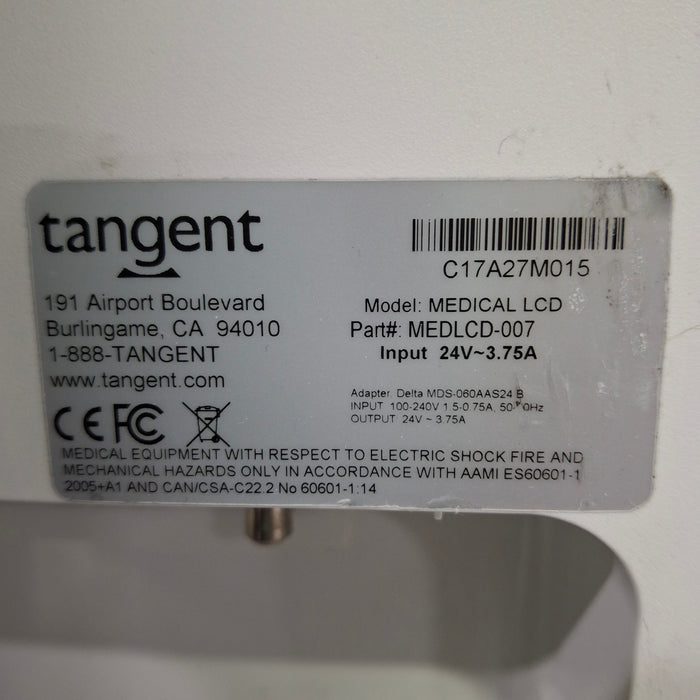 tangent
191 Airport Boulevard
Burlingame, CA 94010
1-888-TANGENT
www.tangent.com
CE FC
C17A27M015
Model: MEDICAL LCD
Part#: MEDLCD-007
Input 24V~3.75A
Adapter. Delta MDS-060AAS24 B
INPUT 100-240V 1.5-0.75A,
OUTPUT 24V ~ 3.75A
MEDICAL EQUIPMENT WITH RESPECT TO ELECTRIC SHOCK FIRE AND
MECHANICAL HAZARDS ONLY IN ACCORDANCE WITH AAMI ES60601-1
2005+A1 AND CAN/CSA-C22.2 No 60601-1:14